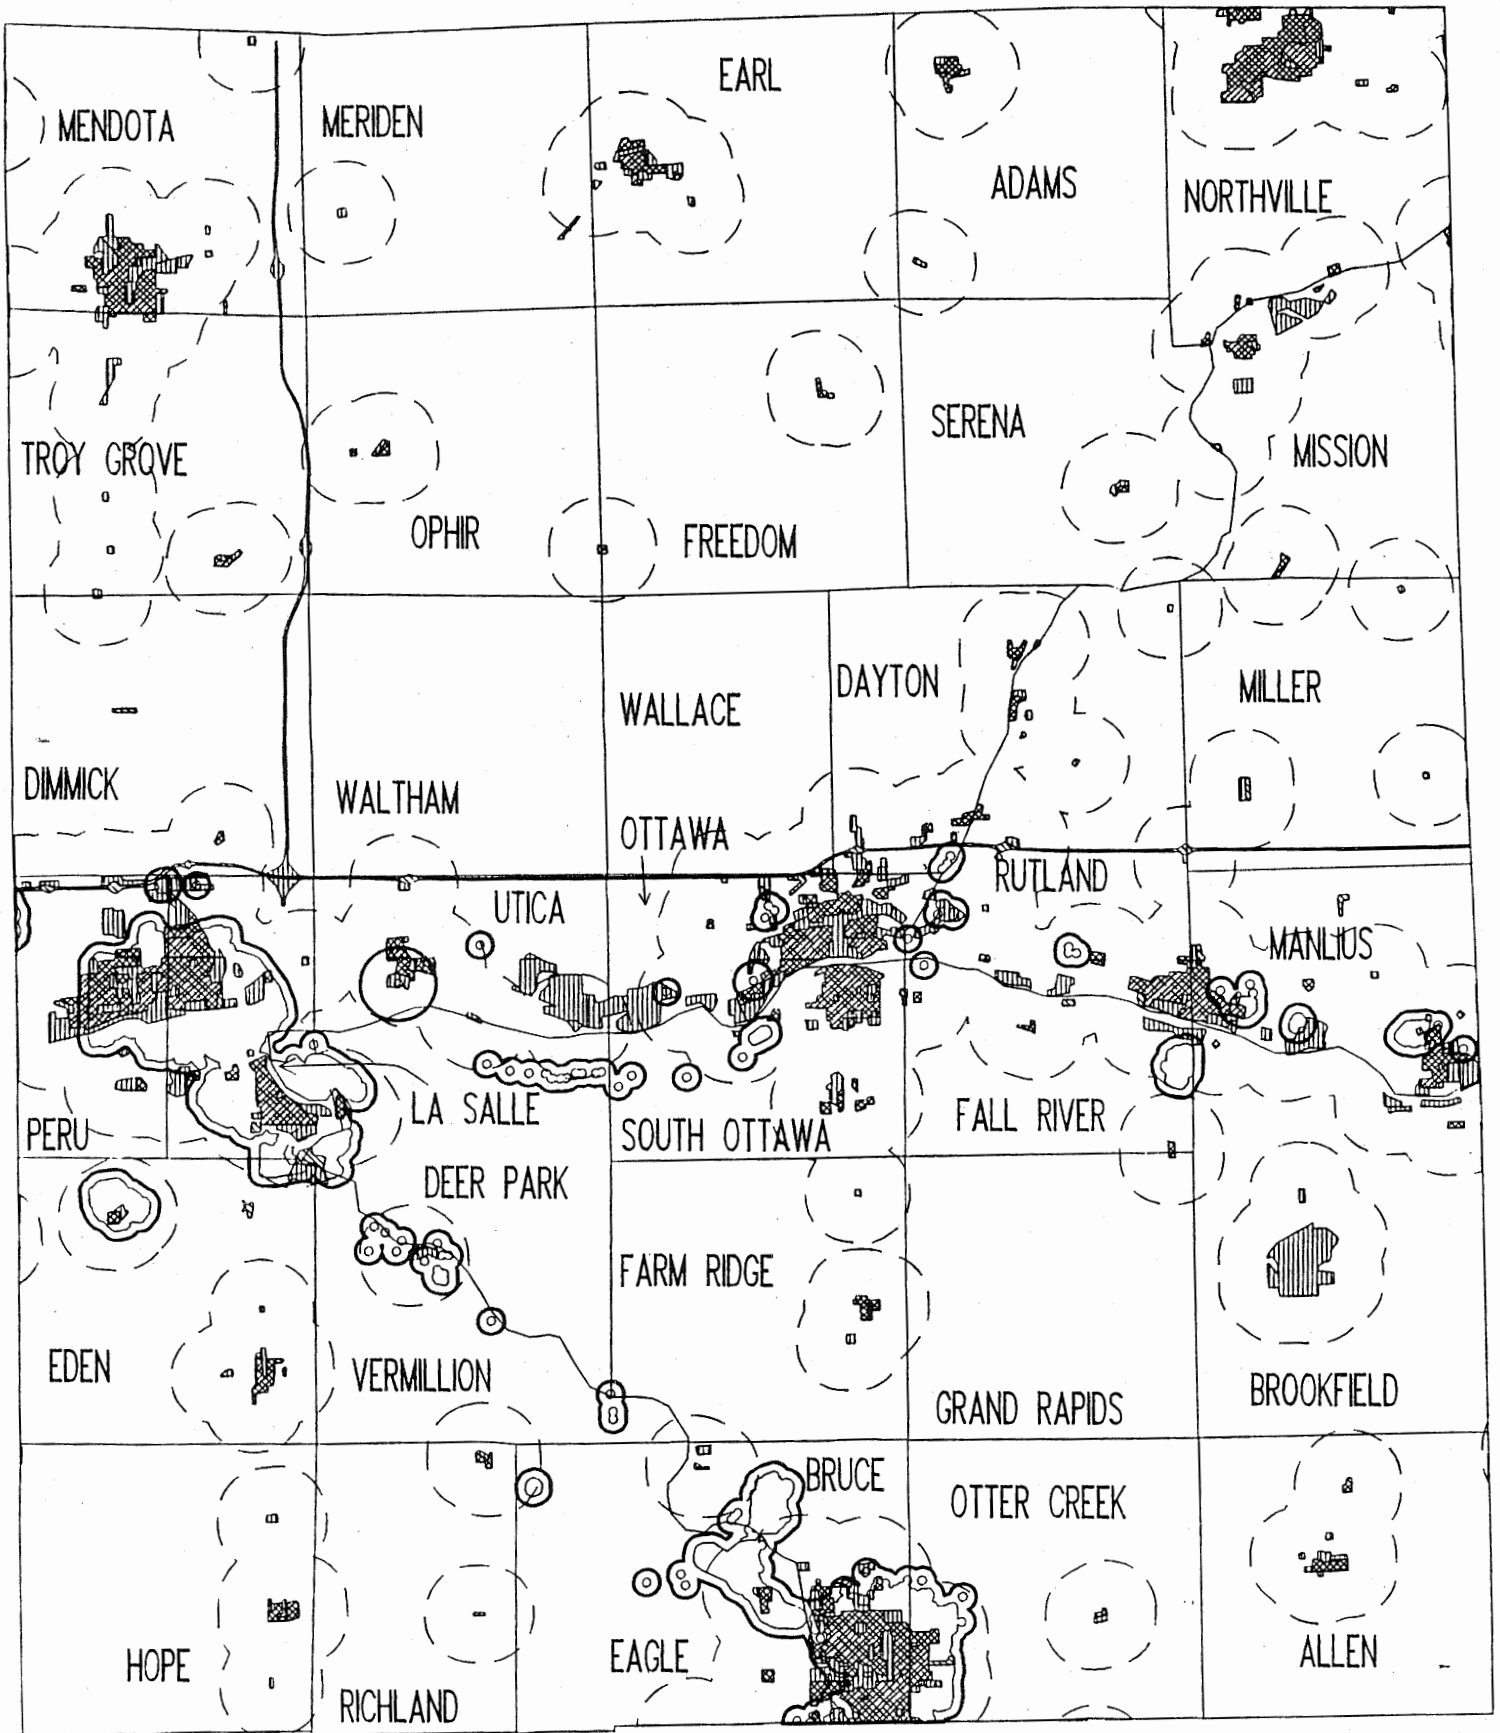 EARL
MENDOTA
MERIDEN
ADAMS
NORTHVILLE
TROY GROVE
SERENA
MISSION
OPHIR
FREEDOM
DAYTON
MILLER
WALLACE
DIMMICK
WALTHAM
OTTAWA
RUTLAND
UTICA
MANLIUS
LA SALLE
FALL RIVER
PERU
SOUTH OTTAWA
DEER PARK
FARM RIDGE
EDEN
VERMILLION
BROOKFIELD
GRAND RAPIDS
BRUCE
OTTER CREEK
EAGLE
ALLEN
HOPE
RICHLAND